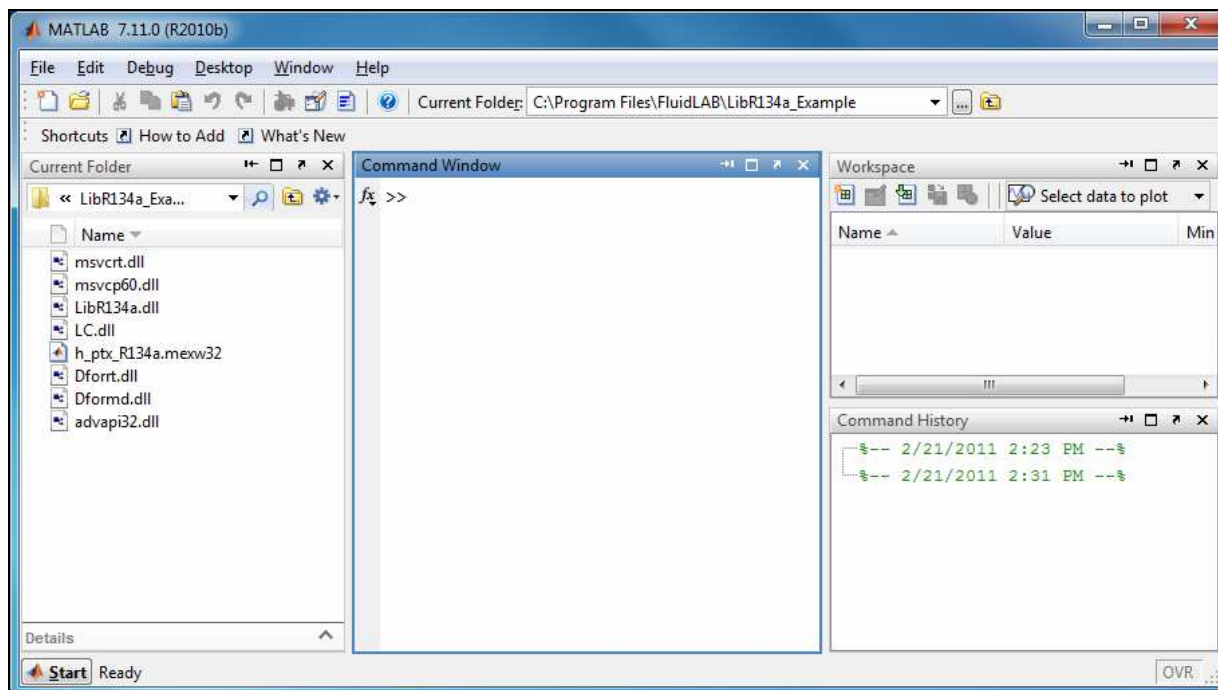 MATLAB 7.11.0 (R2010b)
File Edit Debug Desktop Window Help
Current Folder: C:\Program Files\FluidLAB\LibR134a_Example
Shortcuts How to Add What's New
Current Folder
« LibR134a_Exa...
Name
msvcrt.dll
msvcp60.dll
LibR134a.dll
LC.dll
h_ptx_R134a.mexw32
Dforrt.dll
Dformd.dll
advapi32.dll
Details
Command Window
fx >>
Workspace
Select data to plot
Name Value Min
Command History
%-- 2/21/2011 2:23 PM --%
%-- 2/21/2011 2:31 PM --%
Start Ready
OVR